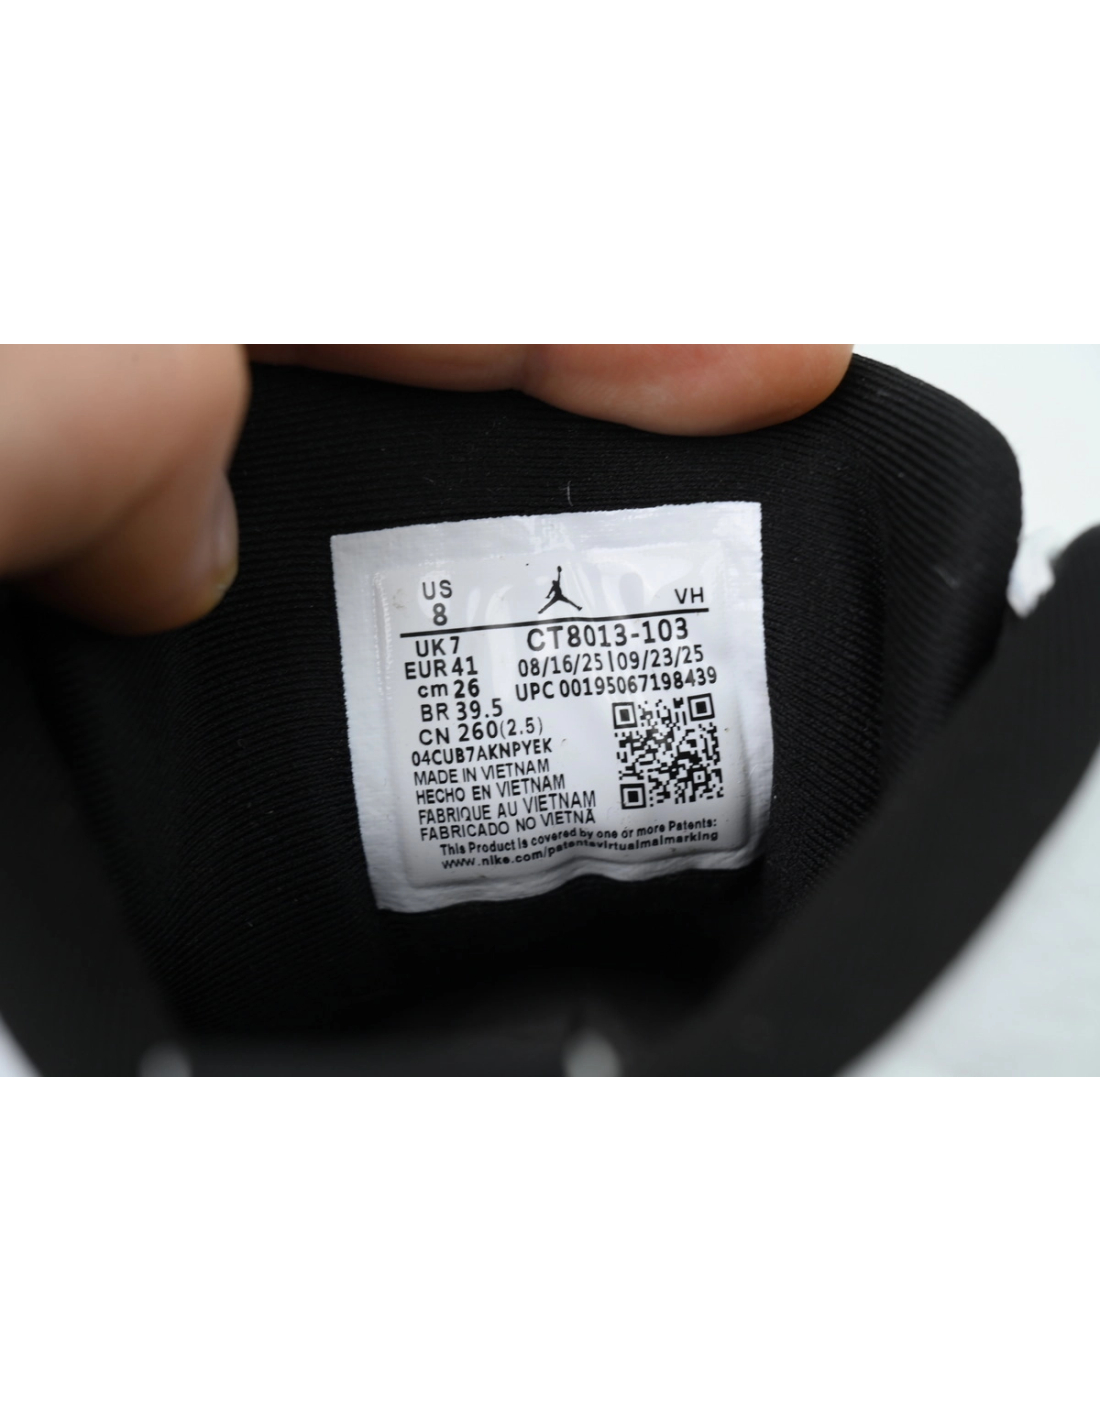 US
8
VH
UK 7
CT8013-103
EUR 41
08/16/25|09/23/25
cm 26
UPC 00195067198439
BR 39.5
CN 260(2.5)
04CUB7AKNPYEK
MADE IN VIETNAM
HECHO EN VIETNAM
FABRIQUE AU VIETNAM
FABRICADO NO VIETNÃ
This Product is covered by one or more Patents:
www.nike.com/patentsvirtualmalmarking